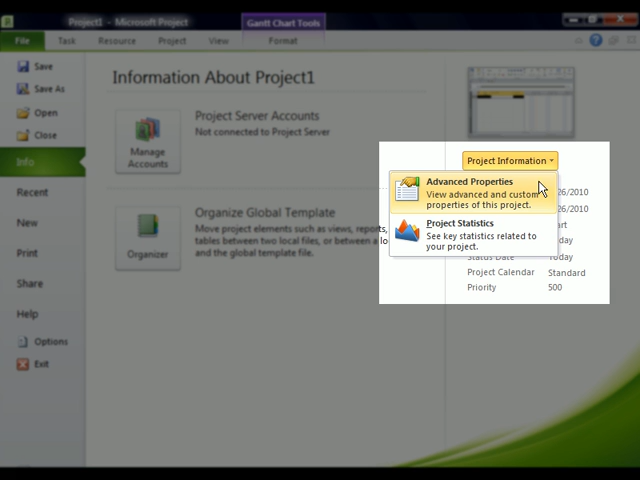 Project1 - Microsoft Project
Gantt Chart Tools
File
Task
Resource
Project
View
Format
Save
Save As
Open
Close
Info
Recent
New
Print
Share
Help
Options
Exit
Information About Project1
Manage
Accounts
Project Server Accounts
Not connected to Project Server
Organizer
Organize Global Template
Move project elements such as views, reports,
tables between two local files, or between a lo
and the global template file.
Project Information
Advanced Properties
View advanced and custom
properties of this project.
Project Statistics
See key statistics related to
your project.
26/2010
26/2010
art
day
Status Date
Today
Project Calendar
Standard
Priority
500